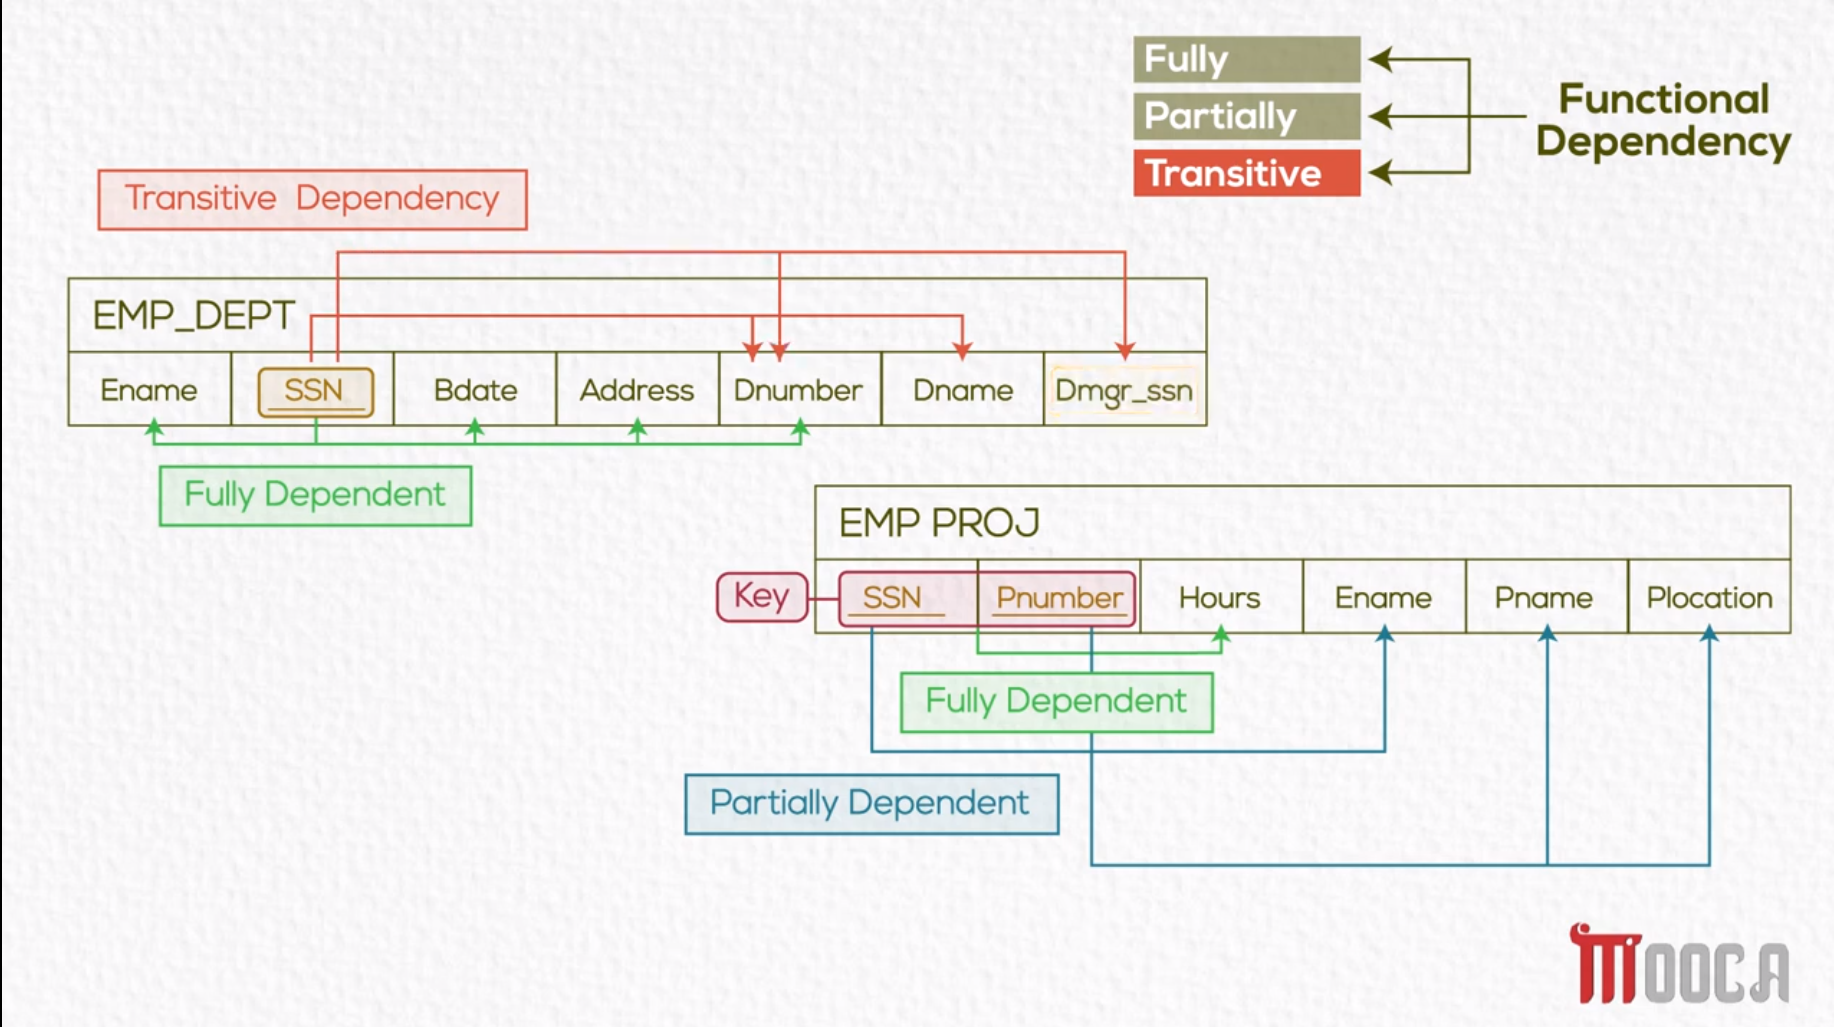 Fully
Partially
Transitive
Functional
Dependency
Transitive Dependency
EMP_DEPT
Ename SSN Bdate Address Dnumber Dname Dmgr_ssn
Fully Dependent
EMP PROJ
Key SSN Pnumber Hours Ename Pname Plocation
Fully Dependent
Partially Dependent
MOOCA